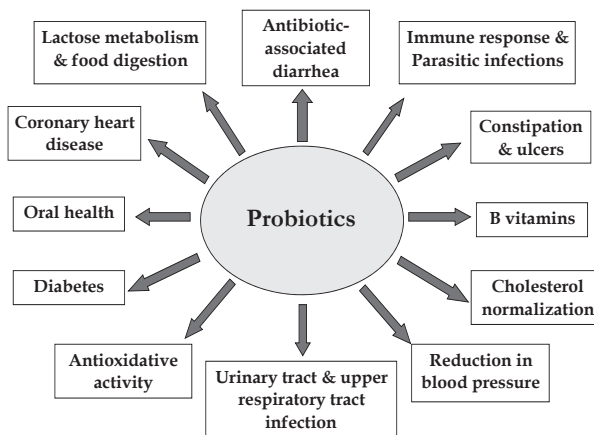 Lactose metabolism
& food digestion
Antibiotic-
associated
diarrhea
Immune response &
Parasitic infections
Coronary heart
disease
Constipation
& ulcers
Oral health
Probiotics
B vitamins
Diabetes
Cholesterol
normalization
Antioxidative
activity
Urinary tract & upper
respiratory tract
infection
Reduction in
blood pressure